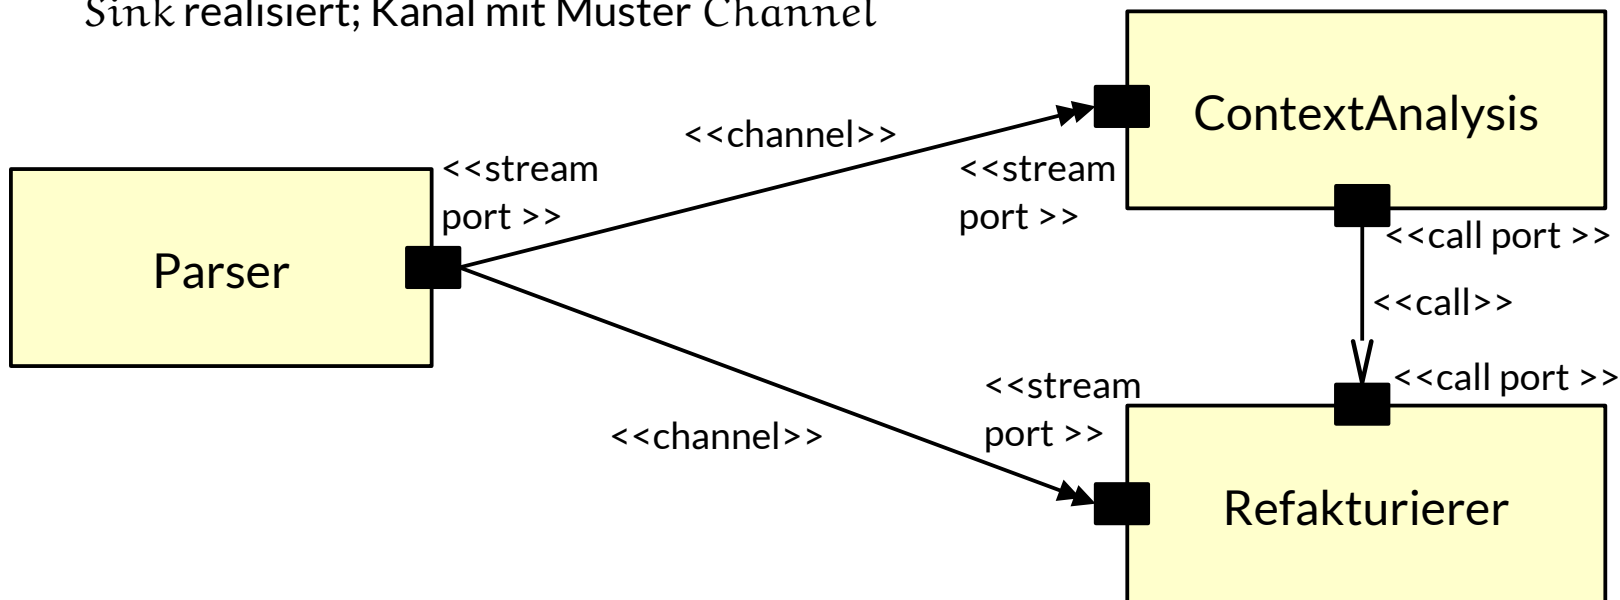 Sink realisiert; Kanal mit Muster Channel
ContextAnalysis
<<channel>>
<<stream
port >>
<<stream
port >>
<<call port >>
Parser
<<call>>
<<call port >>
<<stream
port >>
<<channel>>
Refakturierer